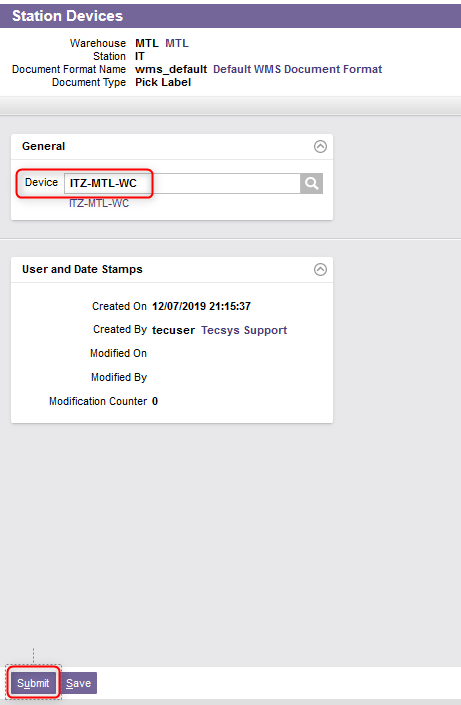 Station Devices
Warehouse MTL MTL
Station IT
Document Format Name wms_default Default WMS Document Format
Document Type Pick Label
General
Device ITZ-MTL-WC
ITZ-MTL-WC
User and Date Stamps
Created On 12/07/2019 21:15:37
Created By tecuser Tecsys Support
Modified On
Modified By
Modification Counter 0
Submit Save